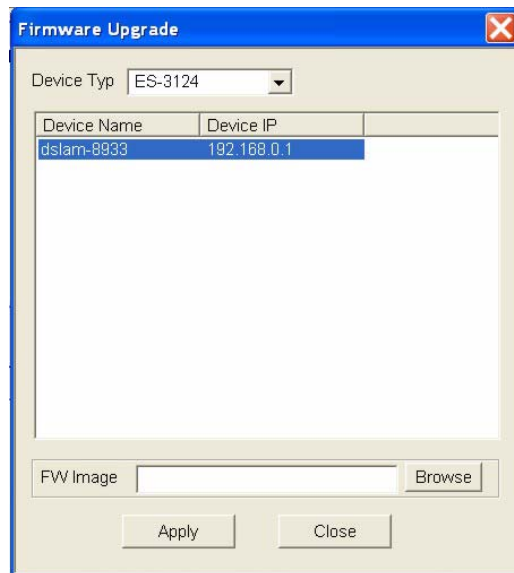 Firmware Upgrade
Device Typ ES-3124
Device Name Device IP
dslam-8933 192.168.0.1
FW Image Browse
Apply Close